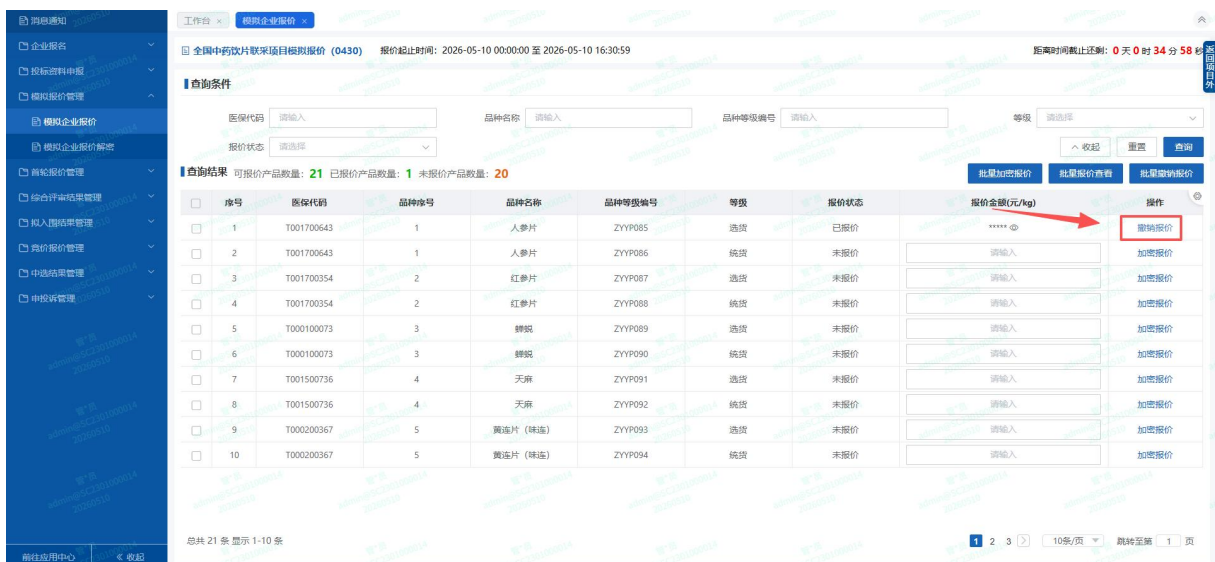 消息通知
企业报名
投标资料申报
模拟报价管理
模拟企业报价
模拟企业报价解密
首轮报价管理
综合评审结果管理
拟入围结果管理
竞价报价管理
中选结果管理
申投诉管理
前往应用中心 《 收起
工作台 × 模拟企业报价 ×
全国中药饮片联采项目模拟报价（0430） 报价起止时间：2026-05-10 00:00:00 至 2026-05-10 16:30:59 距离时间截止还剩：0 天 0 时 34 分 58 秒
返回项目外
查询条件
医保代码 请输入 品种名称 请输入 品种等级编号 请输入 等级 请选择
报价状态 请选择 收起 重置 查询
查询结果 可报价产品数量：21 已报价产品数量：1 未报价产品数量：20 批量加密报价 批量报价查看 批量撤销报价
序号 医保代码 品种序号 品种名称 品种等级编号 等级 报价状态 报价金额(元/kg) 操作
1 T001700643 1 人参片 ZYYP085 选货 已报价 ***** 撤销报价
2 T001700643 1 人参片 ZYYP086 统货 未报价 请输入 加密报价
3 T001700354 2 红参片 ZYYP087 选货 未报价 请输入 加密报价
4 T001700354 2 红参片 ZYYP088 统货 未报价 请输入 加密报价
5 T000100073 3 蝉蜕 ZYYP089 选货 未报价 请输入 加密报价
6 T000100073 3 蝉蜕 ZYYP090 统货 未报价 请输入 加密报价
7 T001500736 4 天麻 ZYYP091 选货 未报价 请输入 加密报价
8 T001500736 4 天麻 ZYYP092 统货 未报价 请输入 加密报价
9 T000200367 5 黄连片（味连） ZYYP093 选货 未报价 请输入 加密报价
10 T000200367 5 黄连片（味连） ZYYP094 统货 未报价 请输入 加密报价
总共 21 条 显示 1-10 条 1 2 3 > 10条/页 跳转至第 1 页